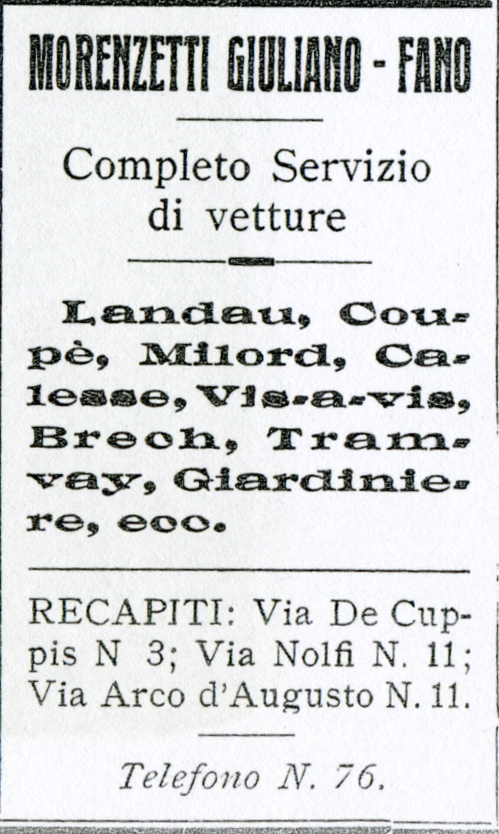 MORENZETTI GIULIANO - FANO
Completo Servizio
di vetture
Landau, Cou-
pè, Milord, Ca-
lesse, Vis-a-vis,
Brech, Tram-
vay, Giardinie-
re, ecc.
RECAPITI: Via De Cup-
pis N 3; Via Nolfi N. 11;
Via Arco d'Augusto N. 11.
Telefono N. 76.